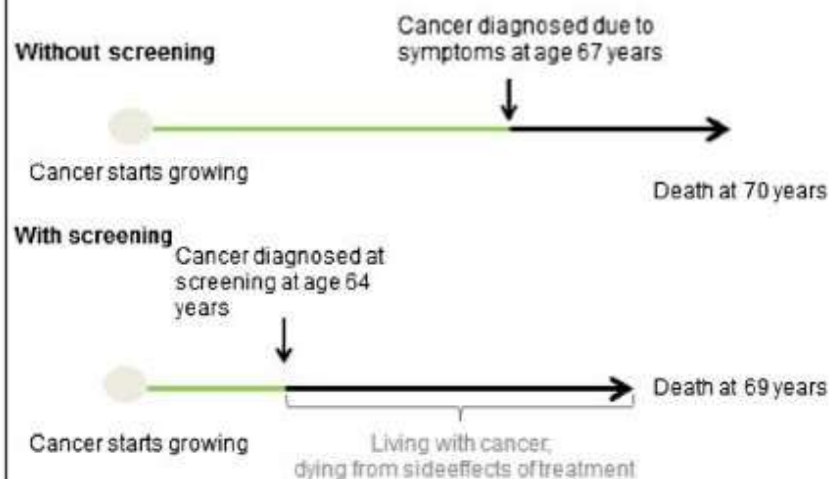 Without screening
Cancer diagnosed due to
symptoms at age 67 years
Cancer starts growing
Death at 70 years
With screening
Cancer diagnosed at
screening at age 64
years
Death at 69 years
Cancer starts growing
Living with cancer,
dying from sideeffects of treatment